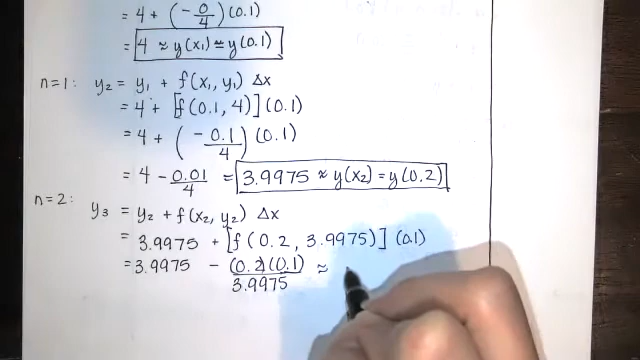 = 4 + (-0/4)(0.1)
= 4 ≈ y(x₁) ≈ y(0.1)
n=1: y₂ = y₁ + f(x₁, y₁) Δx
= 4 + [f(0.1, 4)](0.1)
= 4 + (-0.1/4)(0.1)
= 4 - 0.01/4 = 3.9975 ≈ y(x₂) = y(0.2)
n=2: y₃ = y₂ + f(x₂, y₂) Δx
= 3.9975 + [f(0.2, 3.9975)](0.1)
= 3.9975 - (0.2)(0.1)/3.9975 ≈